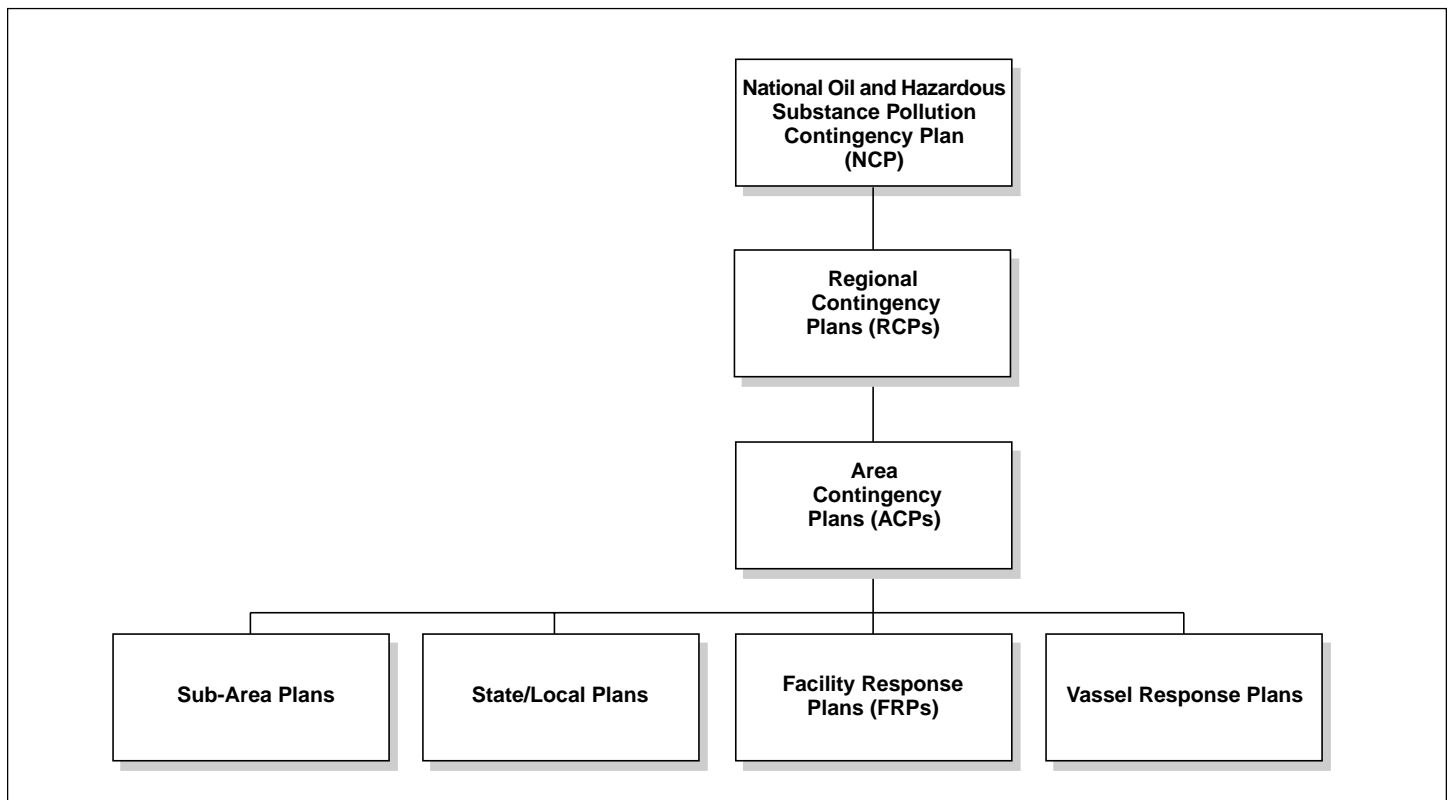 National Oil and Hazardous
Substance Pollution
Contingency Plan
(NCP)
Regional
Contingency
Plans (RCPs)
Area
Contingency
Plans (ACPs)
Sub-Area Plans
State/Local Plans
Facility Response
Plans (FRPs)
Vassel Response Plans